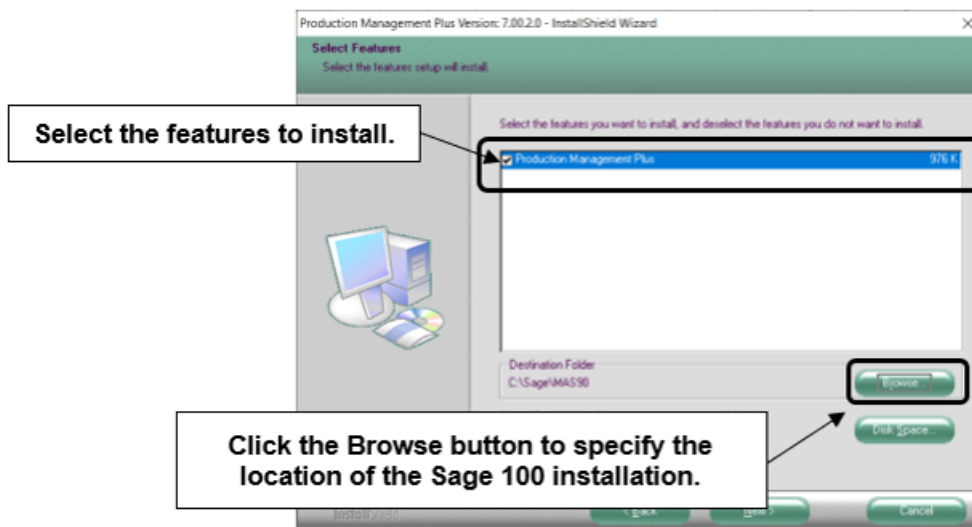 Production Management Plus Version: 7.00.2.0 - InstallShield Wizard
Select Features
Select the features setup will install.
Select the features to install.
Select the features you want to install, and deselect the features you do not want to install.
Production Management Plus 976 K
Destination Folder
C:\Sage\MAS90
Browse...
Disk Space...
Click the Browse button to specify the
location of the Sage 100 installation.
InstallShield
< Back
Next >
Cancel